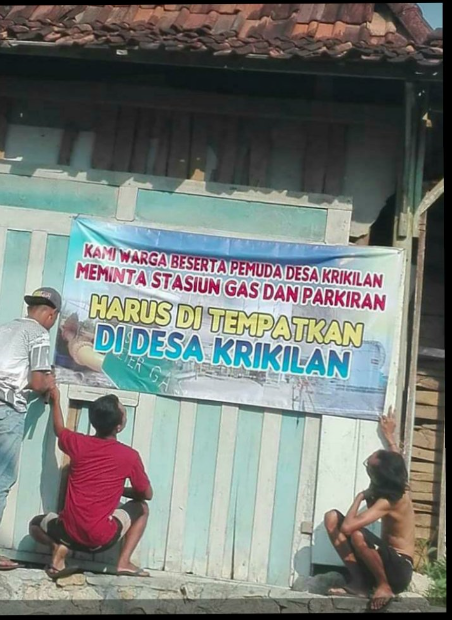 KAMI WARGA BESERTA PEMUDA DESA KRIKILAN
MEMINTA STASIUN GAS DAN PARKIRAN
HARUS DI TEMPATKAN
DI DESA KRIKILAN